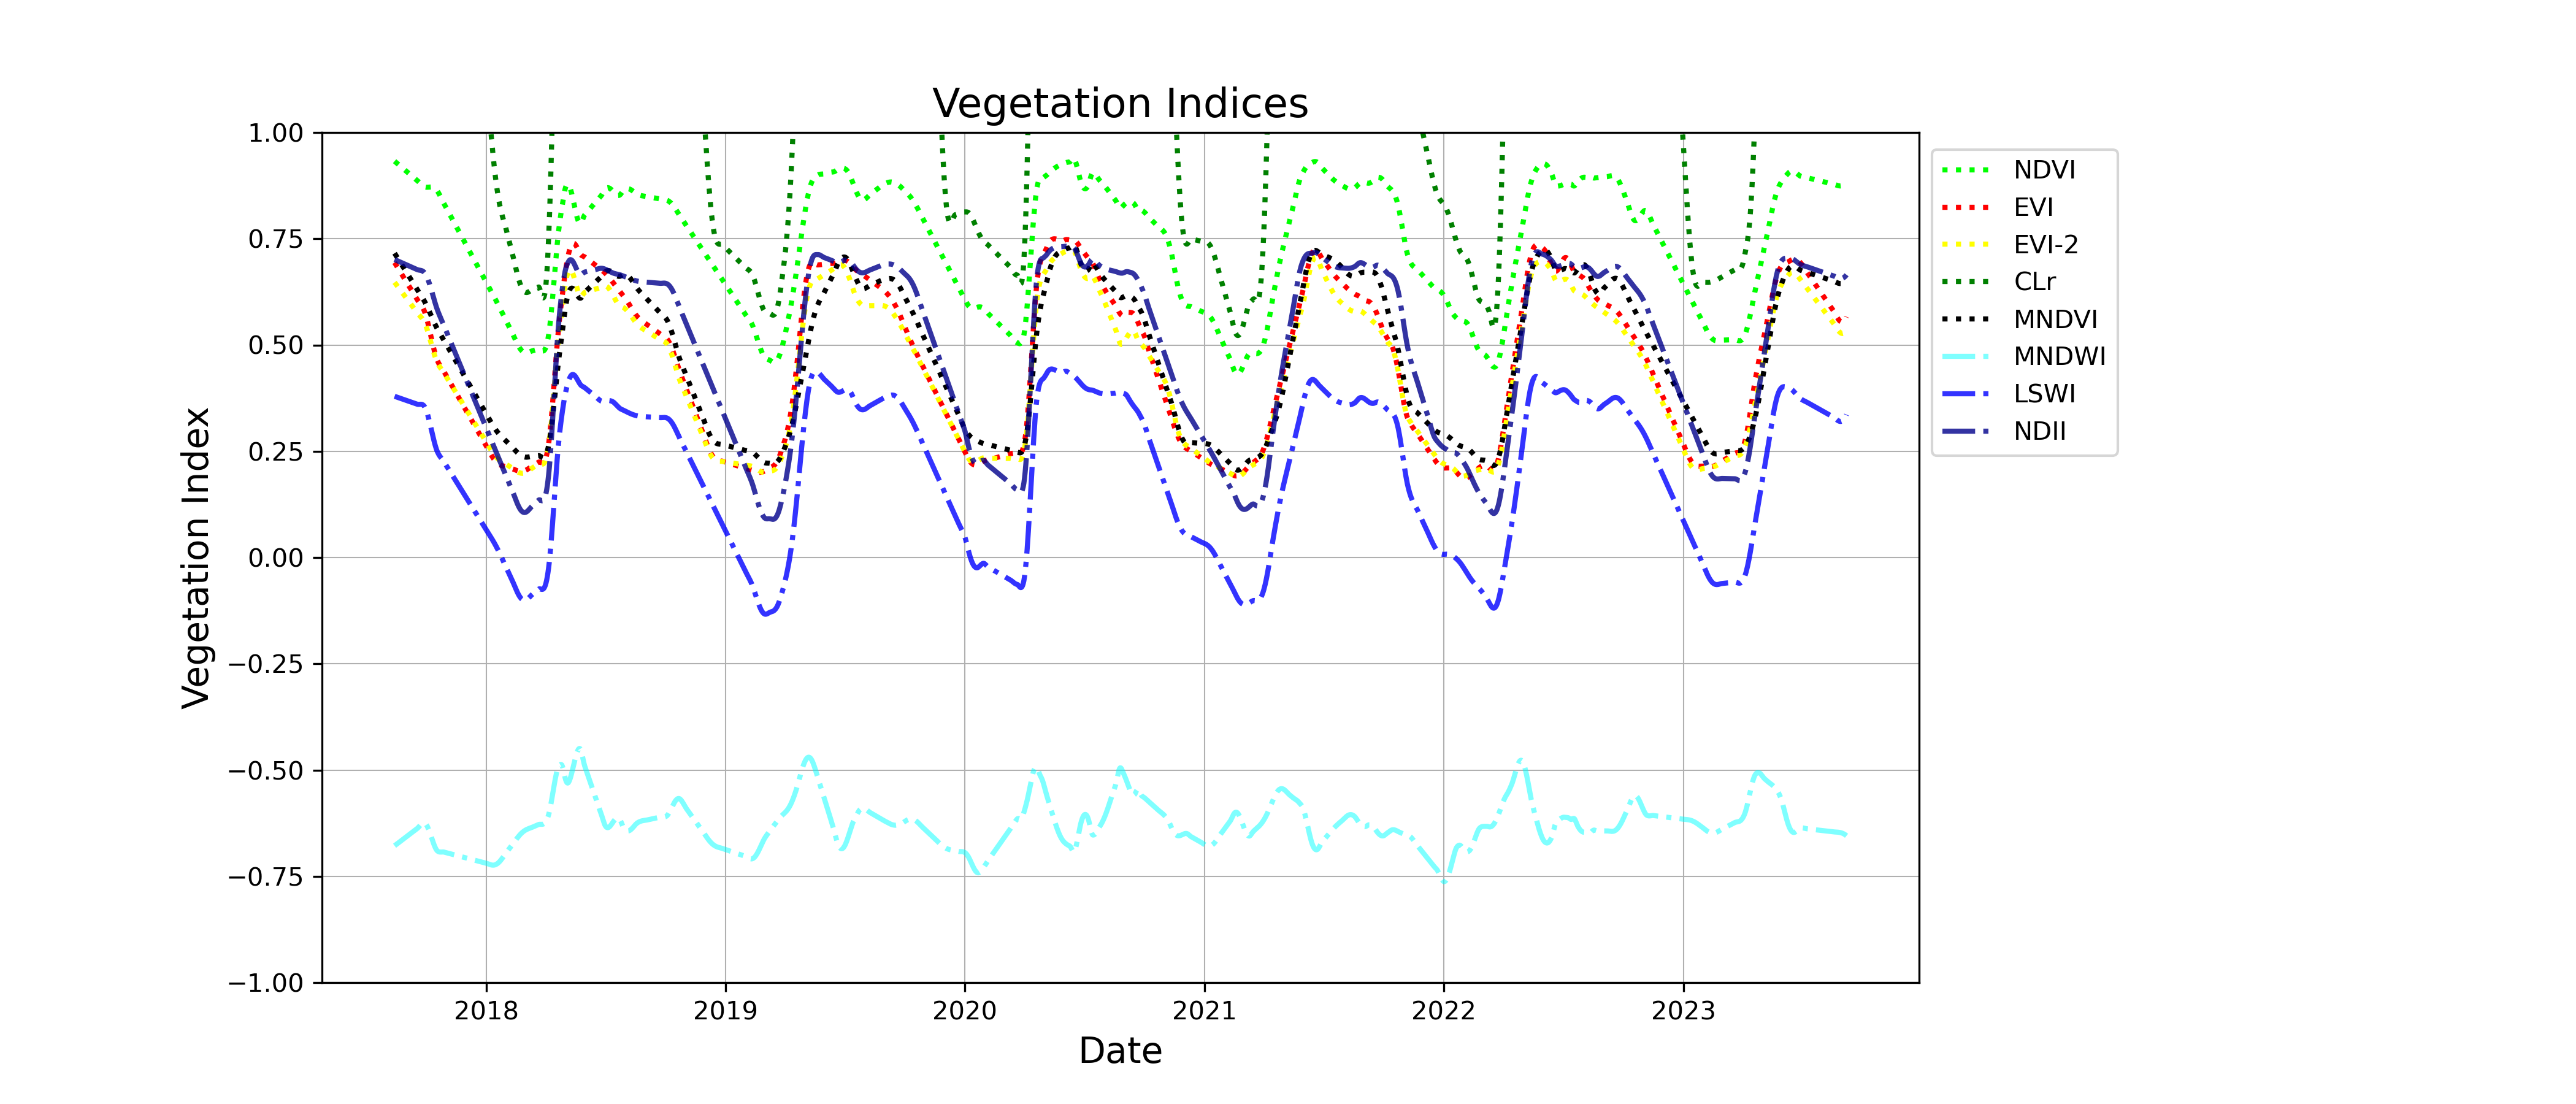 Vegetation Indices
Vegetation Index
1.00
0.75
0.50
0.25
0.00
−0.25
−0.50
−0.75
−1.00
2018
2019
2020
2021
2022
2023
Date
NDVI
EVI
EVI-2
CLr
MNDVI
MNDWI
LSWI
NDII